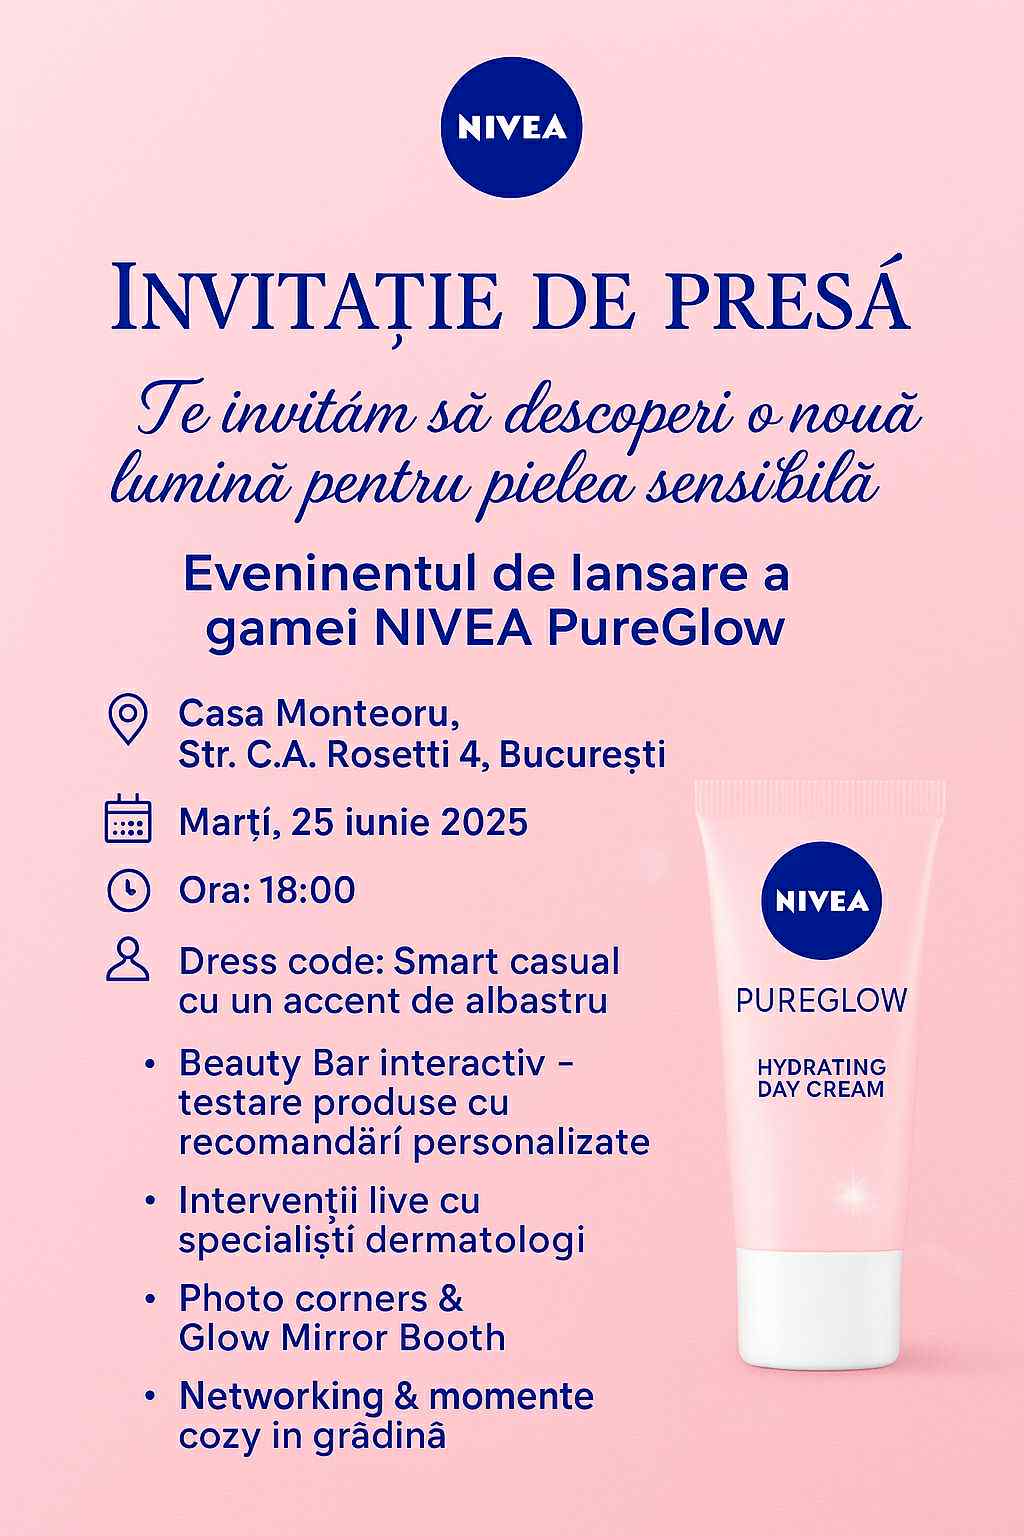 NIVEA
INVITAȚIE DE PRESÁ
Te invitám să descoperi o nouă
lumină pentru pielea sensibilă
Eveninentul de lansare a
gamei NIVEA PureGlow
Casa Monteoru,
Str. C.A. Rosetti 4, București
Marțí, 25 iunie 2025
Ora: 18:00
Dress code: Smart casual
cu un accent de albastru
• Beauty Bar interactiv –
testare produse cu
recomandärí personalizate
• Intervenții live cu
specialiștí dermatologi
• Photo corners &
Glow Mirror Booth
• Networking & momente
cozy in grâdinâ
NIVEA
PUREGLOW
HYDRATING
DAY CREAM